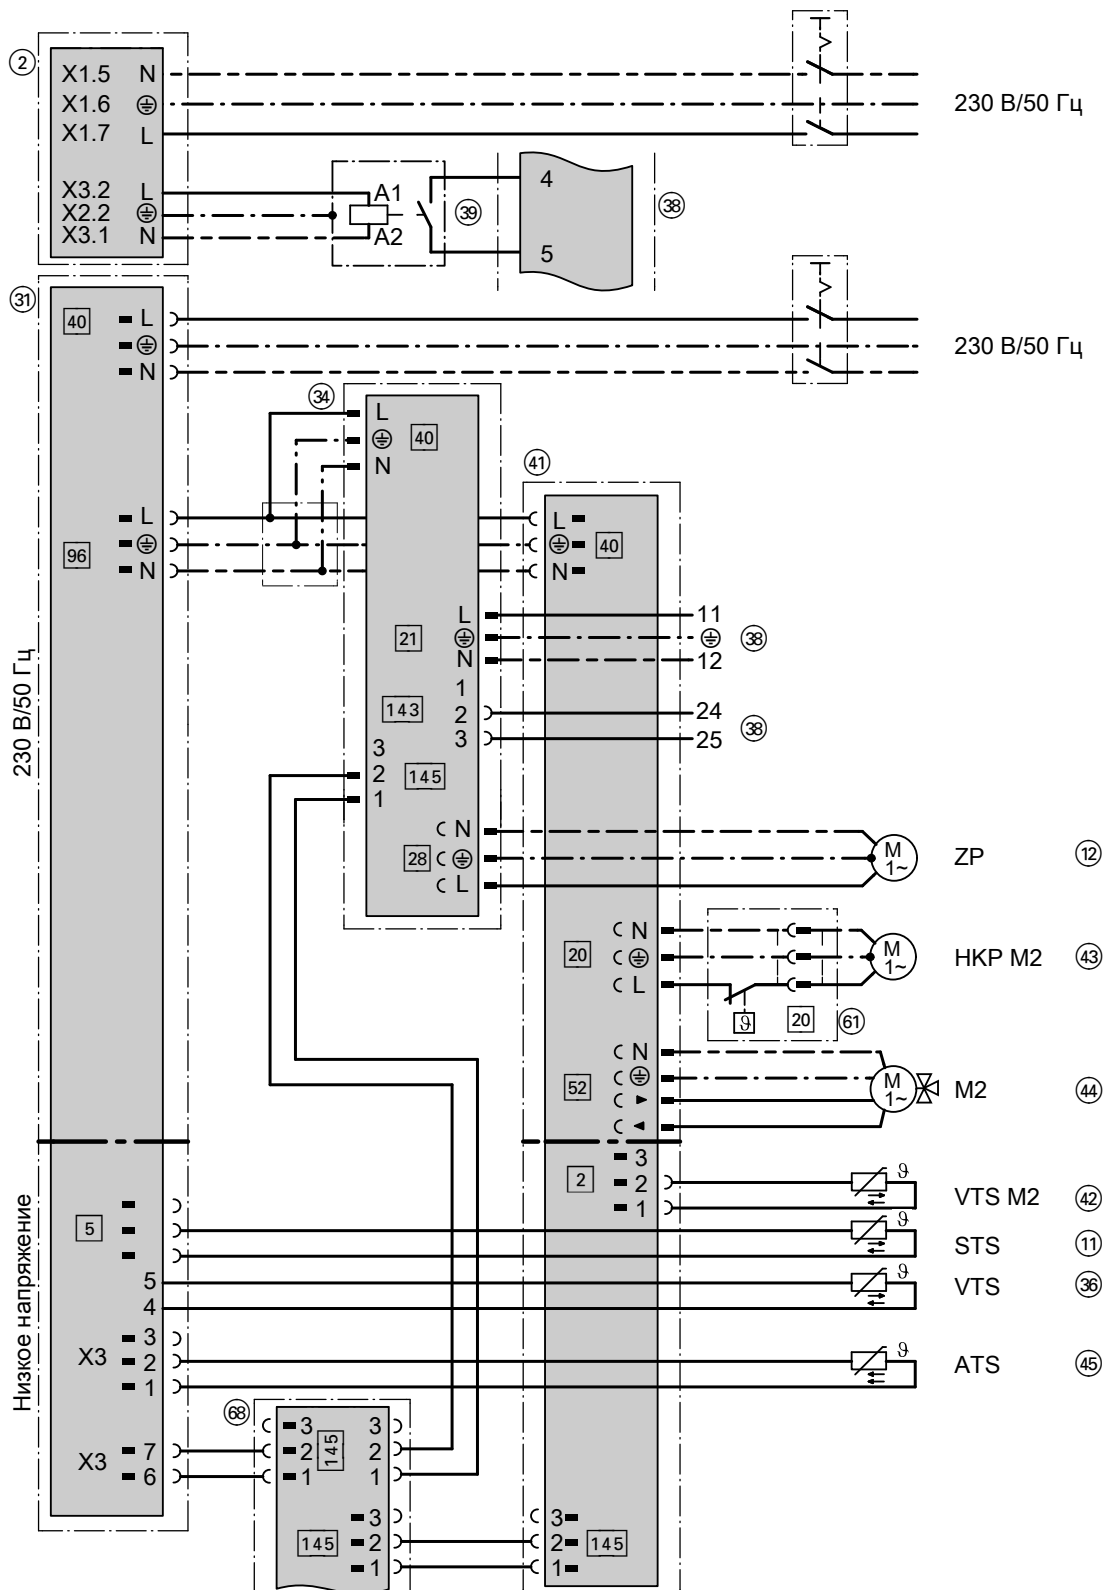 2
X1.5 N
X1.6
X1.7 L
230 В/50 Гц
X3.2 L
X2.2
X3.1 N
A1
A2
39
4
5
38
31
40
L
N
230 В/50 Гц
34
L
40
N
41
L
96
N
L
40
N
L 11
21
38
N 12
1
143
2 24
3 25
38
3
2
145
1
230 В/50 Гц
N
28
L
M
1~
ZP 12
N
20
L
ϑ
20
61
M
1~
HKP M2 43
N
52
M
1~
M2 44
3
2
2
1
ϑ
VTS M2 42
Низкое напряжение
5
ϑ
STS 11
5
4
ϑ
VTS 36
X3
3
2
1
ϑ
ATS 45
68
X3
7
6
3
2
1
145
3
2
1
3
2
1
145
3
2
1
145